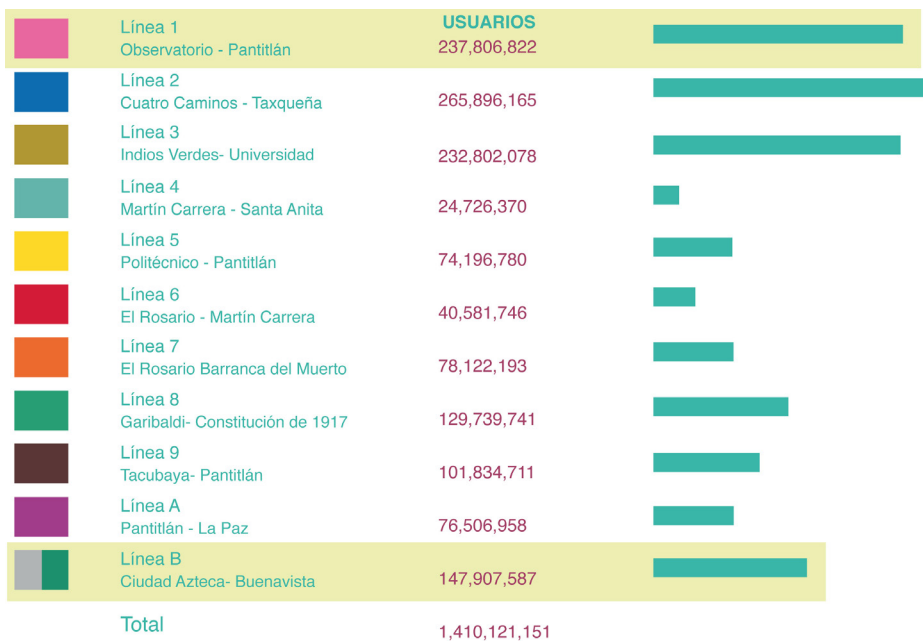 USUARIOS
Línea 1
Observatorio - Pantitlán 237,806,822
Línea 2
Cuatro Caminos - Taxqueña 265,896,165
Línea 3
Indios Verdes- Universidad 232,802,078
Línea 4
Martín Carrera - Santa Anita 24,726,370
Línea 5
Politécnico - Pantitlán 74,196,780
Línea 6
El Rosario - Martín Carrera 40,581,746
Línea 7
El Rosario Barranca del Muerto 78,122,193
Línea 8
Garibaldi- Constitución de 1917 129,739,741
Línea 9
Tacubaya- Pantitlán 101,834,711
Línea A
Pantitlán - La Paz 76,506,958
Línea B
Ciudad Azteca- Buenavista 147,907,587
Total 1,410,121,151